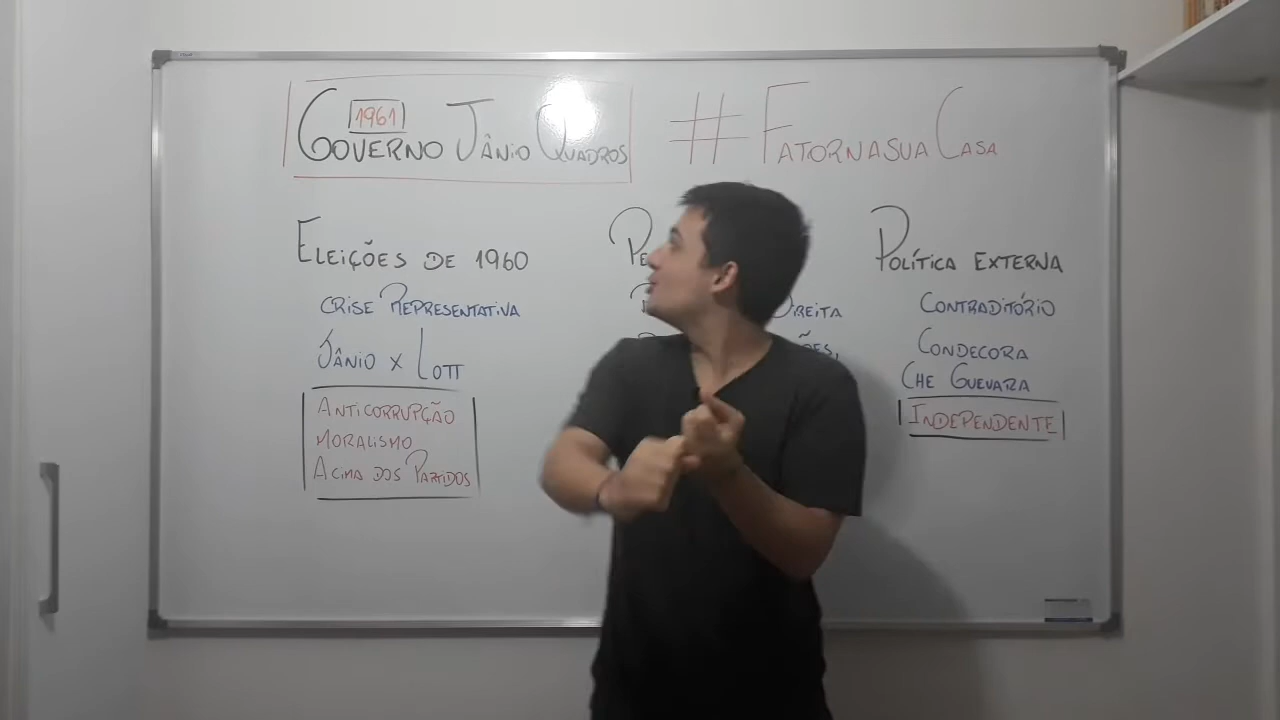 1961
GOVERNO JÂNIO QUADROS
#FATORNASUACASA
ELEIÇÕES DE 1960
CRISE REPRESENTATIVA
JÂNIO X LOTT
ANTICORRUPÇÃO
MORALISMO
ACIMA DOS PARTIDOS
DIREITA
POLÍTICA EXTERNA
CONTRADITÓRIO
CONDECORA
CHE GUEVARA
INDEPENDENTE